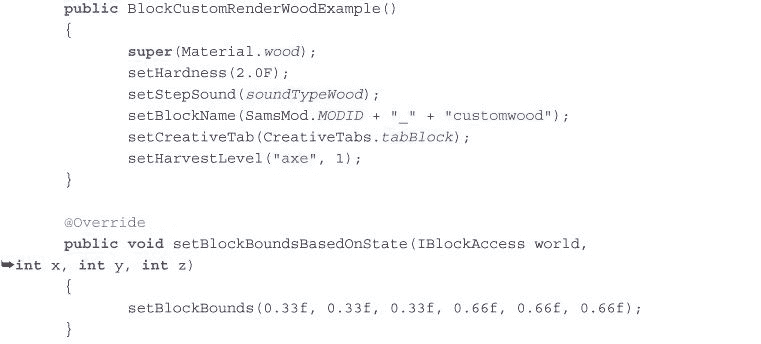 public BlockCustomRenderWoodExample()
{
super(Material.wood);
setHardness(2.0F);
setStepSound(soundTypeWood);
setBlockName(SamsMod.MODID + "_" + "customwood");
setCreativeTab(CreativeTabs.tabBlock);
setHarvestLevel("axe", 1);
}
@Override
public void setBlockBoundsBasedOnState(IBlockAccess world,
➥int x, int y, int z)
{
setBlockBounds(0.33f, 0.33f, 0.33f, 0.66f, 0.66f, 0.66f);
}